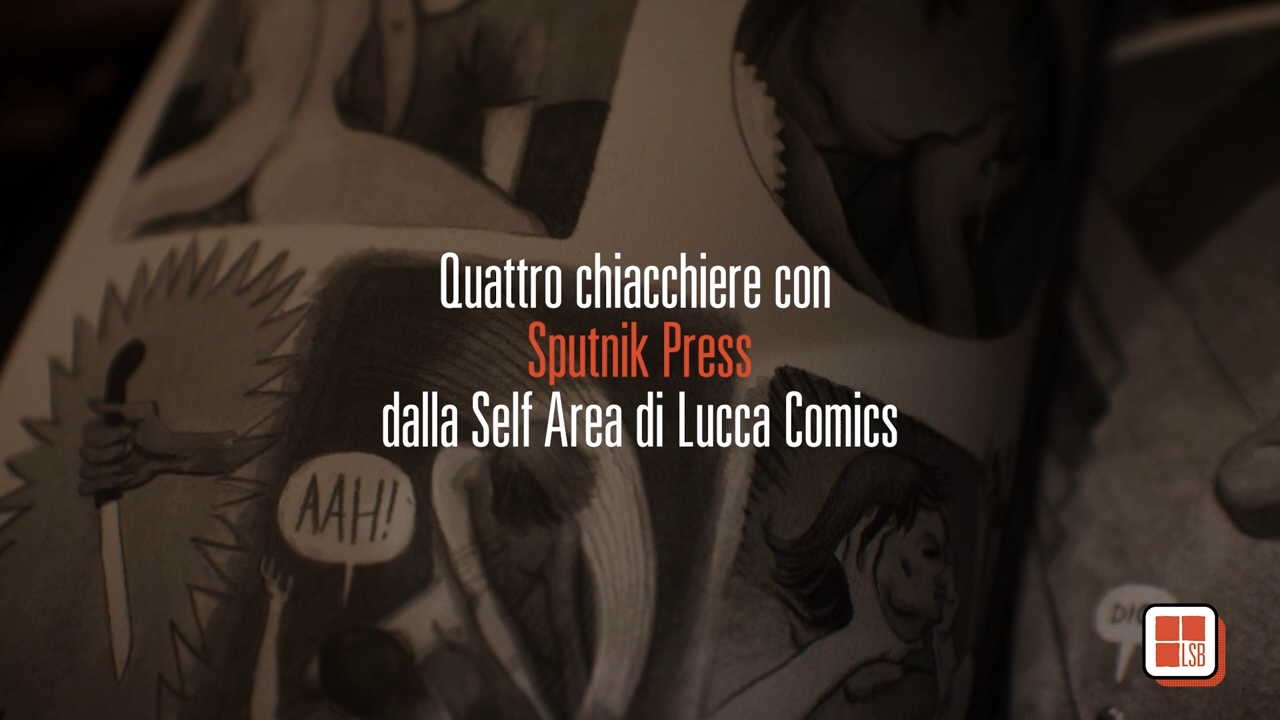 Quattro chiacchiere con
Sputnik Press
dalla Self Area di Lucca Comics
AAH!
LSB